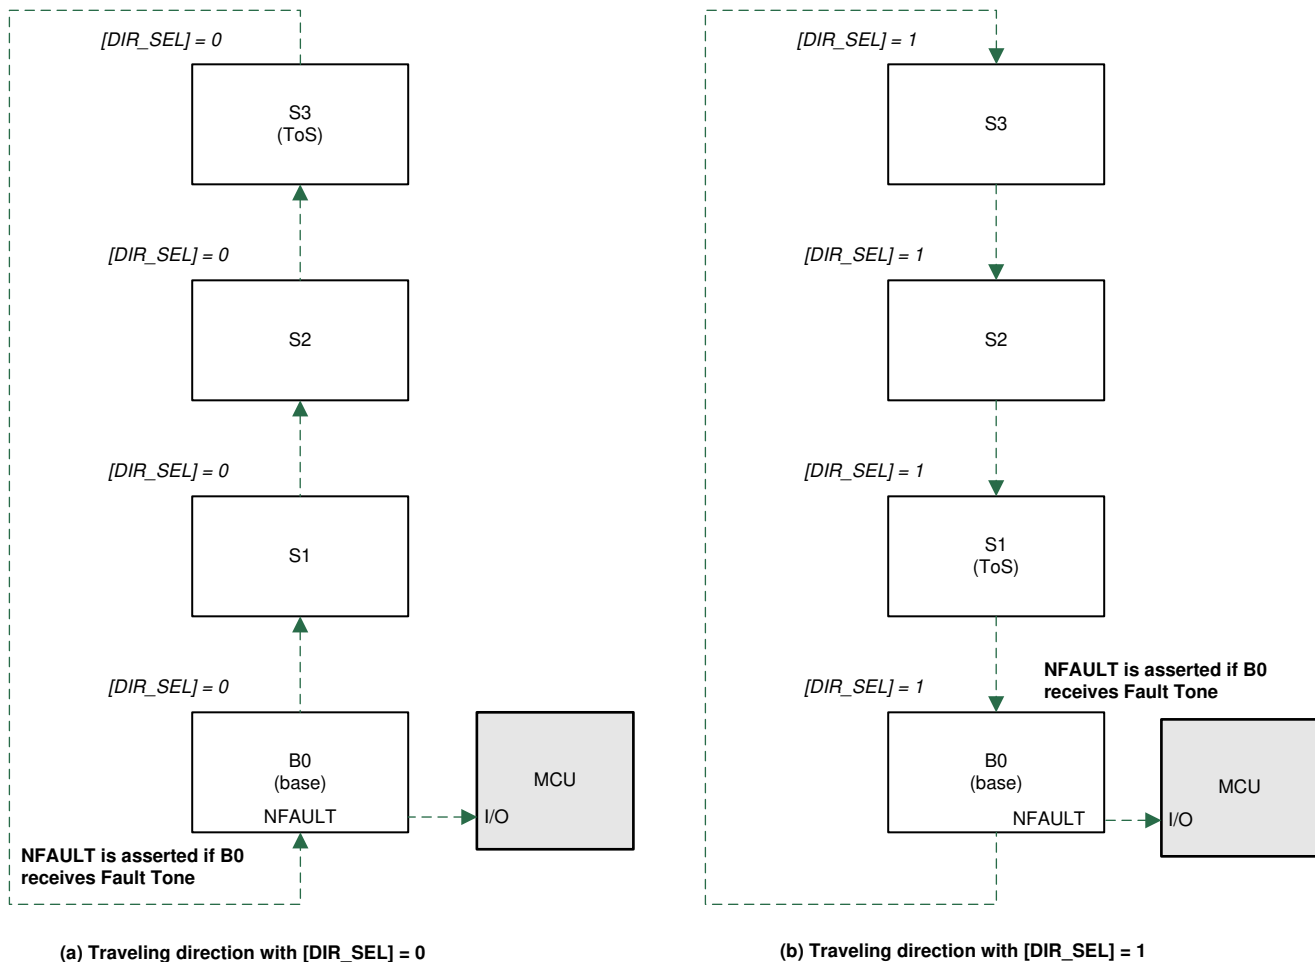 [DIR_SEL] = 0
S3
(ToS)
[DIR_SEL] = 0
S2
[DIR_SEL] = 0
S1
[DIR_SEL] = 0
B0
(base)
NFAULT
MCU
I/O
NFAULT is asserted if B0
receives Fault Tone
(a) Traveling direction with [DIR_SEL] = 0
[DIR_SEL] = 1
S3
[DIR_SEL] = 1
S2
[DIR_SEL] = 1
S1
(ToS)
NFAULT is asserted if B0
receives Fault Tone
[DIR_SEL] = 1
B0
(base)
NFAULT
MCU
I/O
(b) Traveling direction with [DIR_SEL] = 1